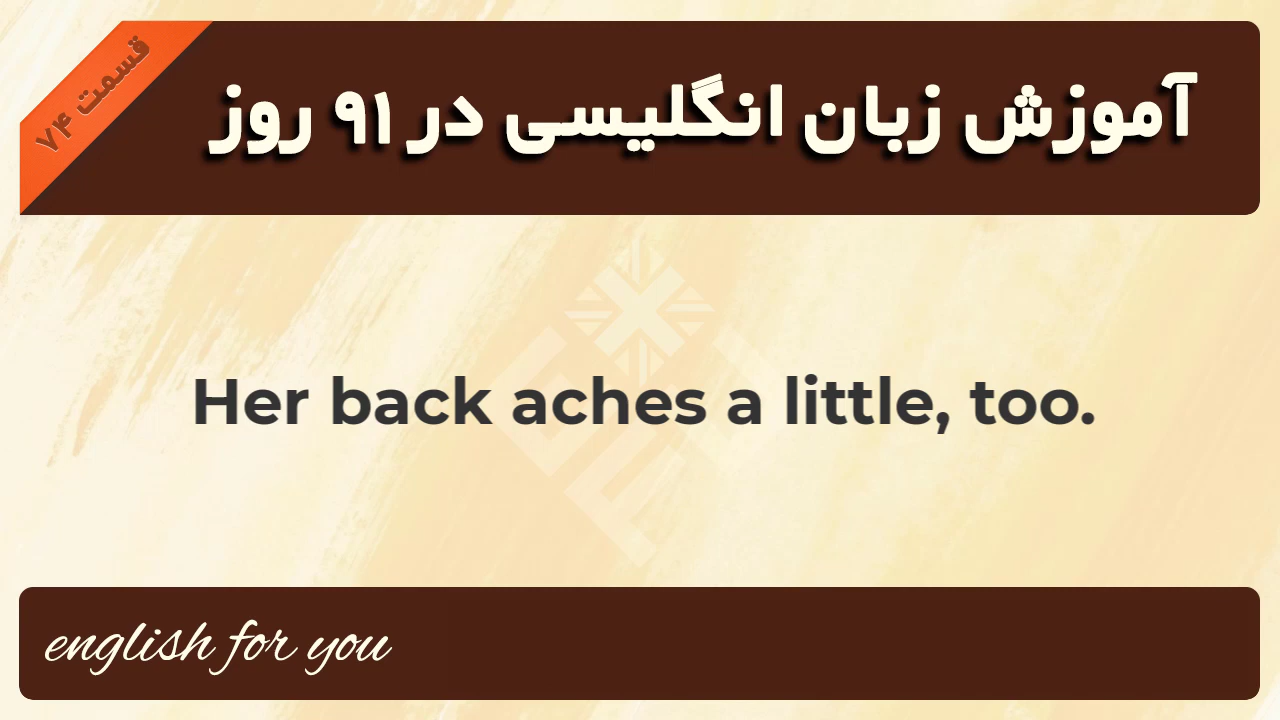 قسمت ۷۴
آموزش زبان انگلیسی در ۹۱ روز
Her back aches a little, too.
english for you